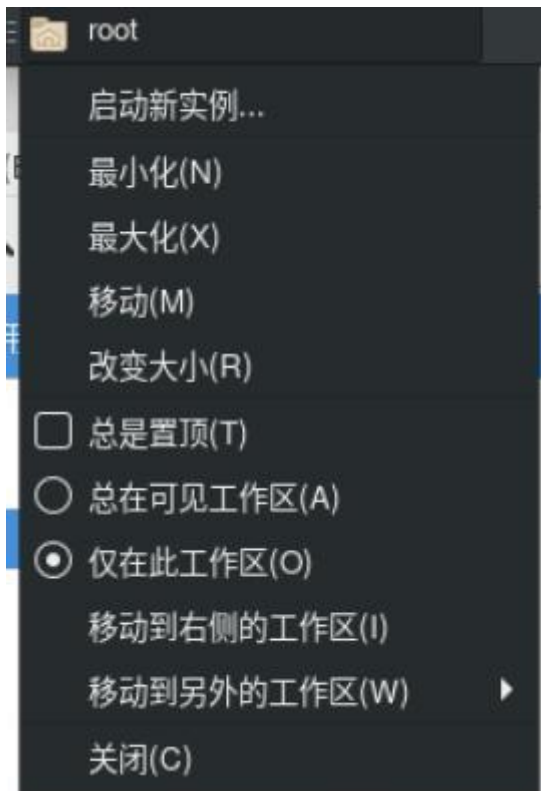 root
启动新实例...
最小化(N)
最大化(X)
移动(M)
改变大小(R)
总是置顶(T)
总在可见工作区(A)
仅在此工作区(O)
移动到右侧的工作区(I)
移动到另外的工作区(W)
关闭(C)